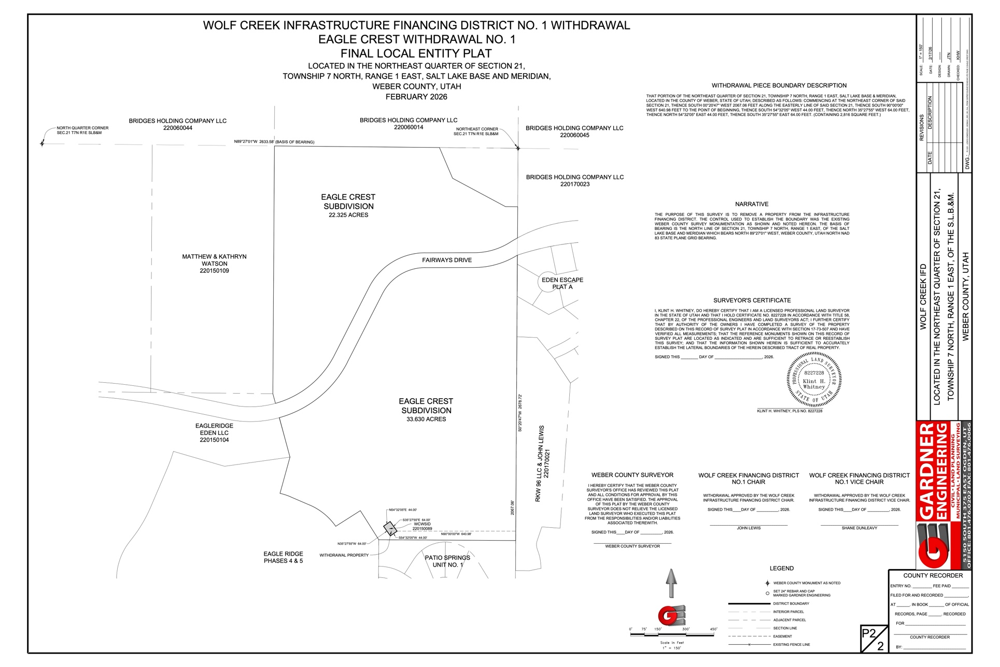 WOLF CREEK INFRASTRUCTURE FINANCING DISTRICT NO. 1 WITHDRAWAL
EAGLE CREST WITHDRAWAL NO. 1
FINAL LOCAL ENTITY PLAT
LOCATED IN THE NORTHEAST QUARTER OF SECTION 21,
TOWNSHIP 7 NORTH, RANGE 1 EAST, SALT LAKE BASE AND MERIDIAN,
WEBER COUNTY, UTAH
FEBRUARY 2026
NORTH QUARTER CORNER
SEC.21 T7N R1E SLB&M
BRIDGES HOLDING COMPANY LLC
220060044
N89°27'01"W 2633.58' (BASIS OF BEARING)
BRIDGES HOLDING COMPANY LLC
220060014
NORTHEAST CORNER
SEC.21 T7N R1E SLB&M
BRIDGES HOLDING COMPANY LLC
220060045
BRIDGES HOLDING COMPANY LLC
220170023
EAGLE CREST
SUBDIVISION
22.325 ACRES
MATTHEW & KATHRYN
WATSON
220150109
FAIRWAYS DRIVE
EDEN ESCAPE
PLAT A
EAGLE CREST
SUBDIVISION
33.630 ACRES
S0°20'47"W 2678.72'
2067.06'
RKW 96 LLC & JOHN LEWIS
220170021
EAGLERIDGE
EDEN LLC
220150104
N54°32'05"E 44.00'
S35°27'55"E 64.00'
WCWSID
220150089
N90°00'00"W 640.98'
S54°32'05"W 44.00'
N35°27'55"W 64.00'
WITHDRAWAL PROPERTY
EAGLE RIDGE
PHASES 4 & 5
PATIO SPRINGS
UNIT NO. 1
WITHDRAWAL PIECE BOUNDARY DESCRIPTION
THAT PORTION OF THE NORTHEAST QUARTER OF SECTION 21, TOWNSHIP 7 NORTH, RANGE 1 EAST, SALT LAKE BASE & MERIDIAN,
LOCATED IN THE COUNTY OF WEBER, STATE OF UTAH, DESCRIBED AS FOLLOWS: COMMENCING AT THE NORTHEAST CORNER OF SAID
SECTION 21, THENCE SOUTH 00°20'47" WEST 2067.06 FEET ALONG THE EASTERLY LINE OF SAID SECTION 21, THENCE SOUTH 90°00'00"
WEST 640.98 FEET TO THE POINT OF BEGINNING, THENCE SOUTH 54°32'05" WEST 44.00 FEET, THENCE NORTH 35°27'55" WEST 64.00 FEET,
THENCE NORTH 54°32'05" EAST 44.00 FEET, THENCE SOUTH 35°27'55" EAST 64.00 FEET. (CONTAINING 2,816 SQUARE FEET.)
NARRATIVE
THE PURPOSE OF THIS SURVEY IS TO REMOVE A PROPERTY FROM THE INFRASTRUCTURE
FINANCING DISTRICT. THE CONTROL USED TO ESTABLISH THE BOUNDARY WAS THE EXISTING
WEBER COUNTY SURVEY MONUMENTATION AS SHOWN AND NOTED HEREON. THE BASIS OF
BEARING IS THE NORTH LINE OF SECTION 21, TOWNSHIP 7 NORTH, RANGE 1 EAST, OF THE SALT
LAKE BASE AND MERIDIAN WHICH BEARS NORTH 89°27'01" WEST, WEBER COUNTY, UTAH NORTH NAD
83 STATE PLANE GRID BEARING.
SURVEYOR'S CERTIFICATE
I, KLINT H. WHITNEY, DO HEREBY CERTIFY THAT I AM A LICENSED PROFESSIONAL LAND SURVEYOR
IN THE STATE OF UTAH AND THAT I HOLD CERTIFICATE NO. 8227228 IN ACCORDANCE WITH TITLE 58,
CHAPTER 22, OF THE PROFESSIONAL ENGINEERS AND LAND SURVEYORS ACT; I FURTHER CERTIFY
THAT BY AUTHORITY OF THE OWNERS I HAVE COMPLETED A SURVEY OF THE PROPERTY
DESCRIBED ON THIS RECORD OF SURVEY PLAT IN ACCORDANCE WITH SECTION 17-73-507 AND HAVE
VERIFIED ALL MEASUREMENTS; THAT THE REFERENCE MONUMENTS SHOWN ON THIS RECORD OF
SURVEY PLAT ARE LOCATED AS INDICATED AND ARE SUFFICIENT TO RETRACE OR REESTABLISH
THIS SURVEY; AND THAT THE INFORMATION SHOWN HEREIN IS SUFFICIENT TO ACCURATELY
ESTABLISH THE LATERAL BOUNDARIES OF THE HEREIN DESCRIBED TRACT OF REAL PROPERTY.
SIGNED THIS ________ DAY OF ______________________, 2026.
PROFESSIONAL LAND SURVEYOR
8227228
Klint H.
Whitney
STATE OF UTAH
KLINT H. WHITNEY, PLS NO. 8227228
WEBER COUNTY SURVEYOR
I HEREBY CERTIFY THAT THE WEBER COUNTY
SURVEYOR'S OFFICE HAS REVIEWED THIS PLAT
AND ALL CONDITIONS FOR APPROVAL BY THIS
OFFICE HAVE BEEN SATISFIED. THE APPROVAL
OF THIS PLAT BY THE WEBER COUNTY
SURVEYOR DOES NOT RELIEVE THE LICENSED
LAND SURVEYOR WHO EXECUTED THIS PLAT
FROM THE RESPONSIBILITIES AND/OR LIABILITIES
ASSOCIATED THEREWITH.
SIGNED THIS____DAY OF __________, 2026.
WEBER COUNTY SURVEYOR
WOLF CREEK FINANCING DISTRICT
NO.1 CHAIR
WITHDRAWAL APPROVED BY THE WOLF CREEK
INFRASTRUCTURE FINANCING DISTRICT CHAIR.
SIGNED THIS____DAY OF __________, 2026.
JOHN LEWIS
WOLF CREEK FINANCING DISTRICT
NO.1 VICE CHAIR
WITHDRAWAL APPROVED BY THE WOLF CREEK
INFRASTRUCTURE FINANCING DISTRICT VICE CHAIR.
SIGNED THIS____DAY OF __________, 2026.
SHANE DUNLEAVY
LEGEND
WEBER COUNTY MONUMENT AS NOTED
SET 24" REBAR AND CAP
MARKED GARDNER ENGINEERING
DISTRICT BOUNDARY
INTERIOR PARCEL
ADJACENT PARCEL
SECTION LINE
EASEMENT
EXISTING FENCE LINE
GE
0' 75' 150' 300' 450'
Scale in Feet
1" = 150'
SCALE: 1" = 150'
DATE: 2/17/26
DESIGN: ----
DRAWN: JTN
CHECKED: KHW
REVISIONS
DATE DESCRIPTION
DWG.:
WOLF CREEK IFD
LOCATED IN THE NORTHEAST QUARTER OF SECTION 21,
TOWNSHIP 7 NORTH, RANGE 1 EAST, OF THE S.L.B.&M.
WEBER COUNTY, UTAH
GARDNER
ENGINEERING
CIVIL • LAND PLANNING
MUNICIPAL • LAND SURVEYING
5150 SOUTH 375 EAST OGDEN, UT
OFFICE: 801.476.0202 FAX: 801.476.0066
GE
COUNTY RECORDER
ENTRY NO. ________ FEE PAID _______
FILED FOR AND RECORDED _________,
AT _____. IN BOOK ______ OF OFFICIAL
RECORDS, PAGE _____. RECORDED
FOR
COUNTY RECORDER
BY:
P2
2